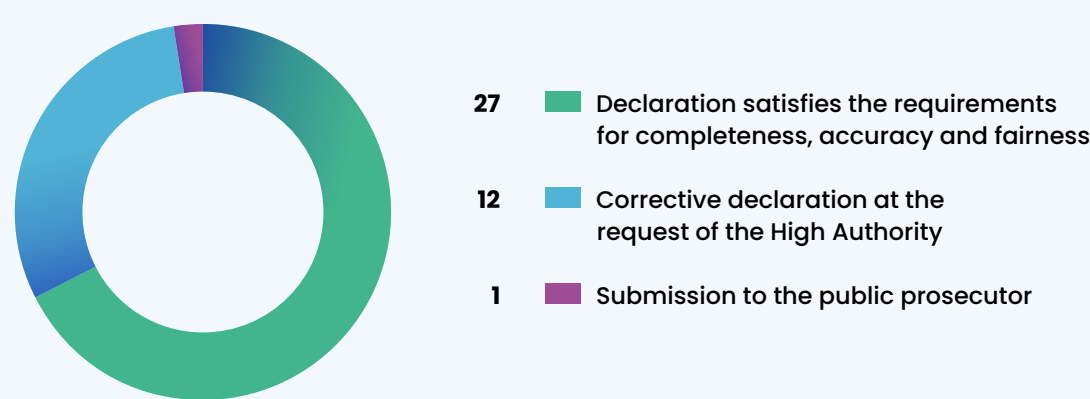 27 Declaration satisfies the requirements
for completeness, accuracy and fairness
12 Corrective declaration at the
request of the High Authority
1 Submission to the public prosecutor